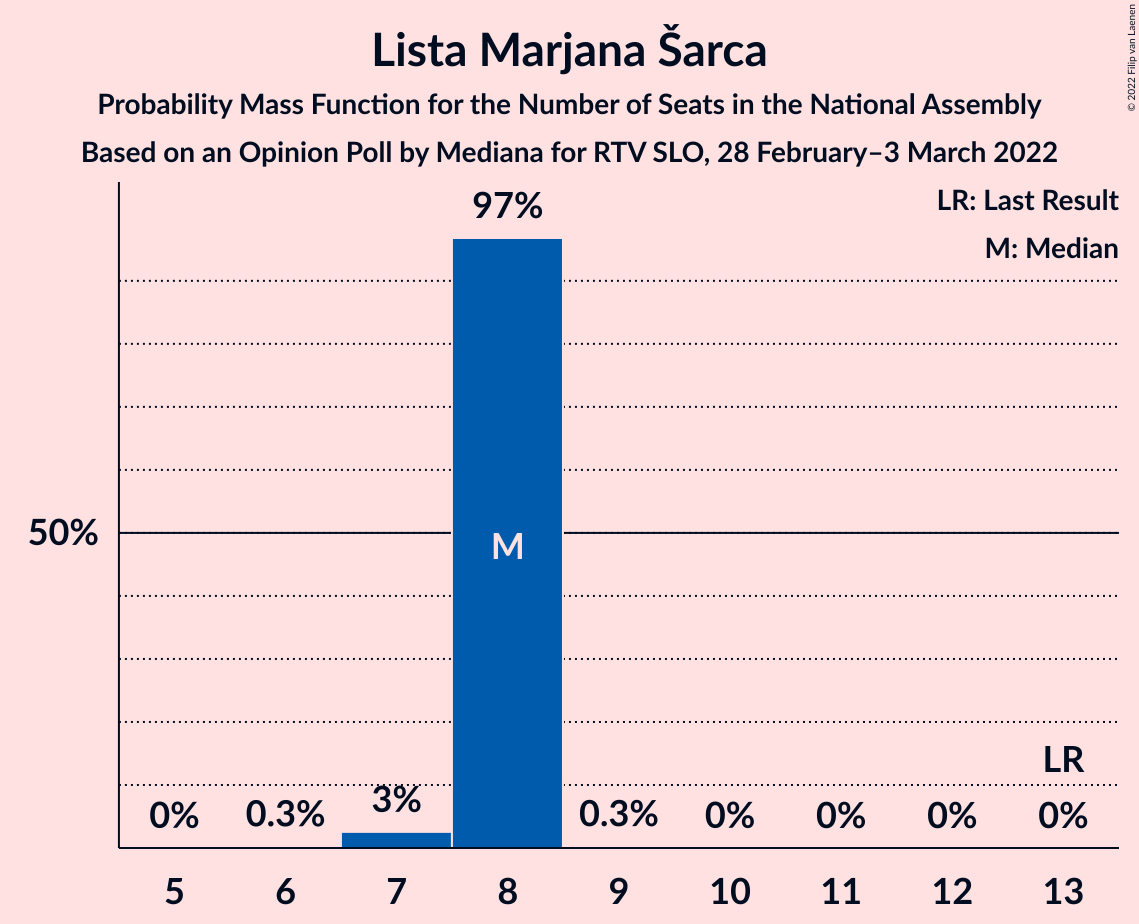 Lista Marjana Šarca
Probability Mass Function for the Number of Seats in the National Assembly
Based on an Opinion Poll by Mediana for RTV SLO, 28 February–3 March 2022
© 2022 Filip van Laenen
LR: Last Result
M: Median
97%
50%
M
LR
0% 0.3% 3% 0.3% 0% 0% 0% 0%
5 6 7 8 9 10 11 12 13